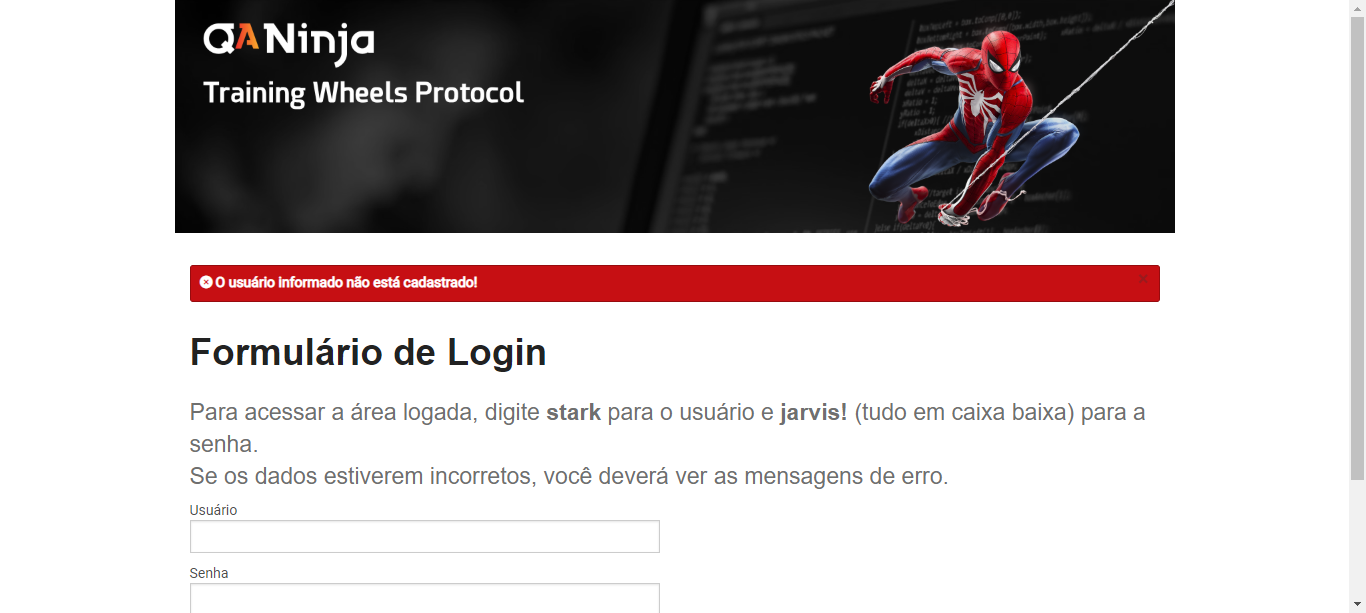 QANinja
Training Wheels Protocol
O usuário informado não está cadastrado!
Formulário de Login
Para acessar a área logada, digite stark para o usuário e jarvis! (tudo em caixa baixa) para a
senha.
Se os dados estiverem incorretos, você deverá ver as mensagens de erro.
Usuário
Senha